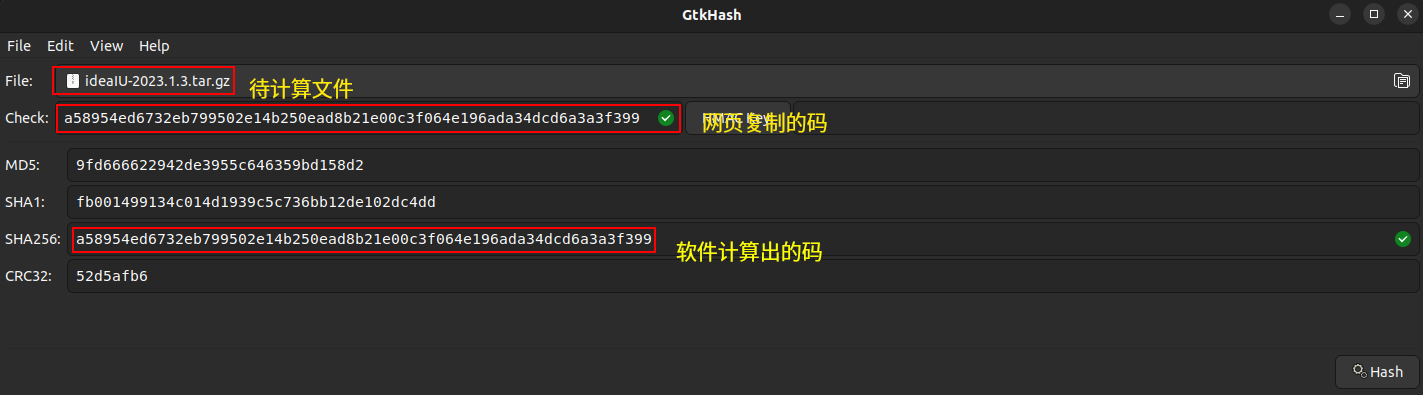 GtkHash
File Edit View Help
File: ideaIU-2023.1.3.tar.gz 待计算文件
Check: a58954ed6732eb799502e14b250ead8b21e00c3f064e196ada34dcd6a3a3f399 网页复制的码
MD5: 9fd666622942de3955c646359bd158d2
SHA1: fb001499134c014d1939c5c736bb12de102dc4dd
SHA256: a58954ed6732eb799502e14b250ead8b21e00c3f064e196ada34dcd6a3a3f399 软件计算出的码
CRC32: 52d5afb6
Hash